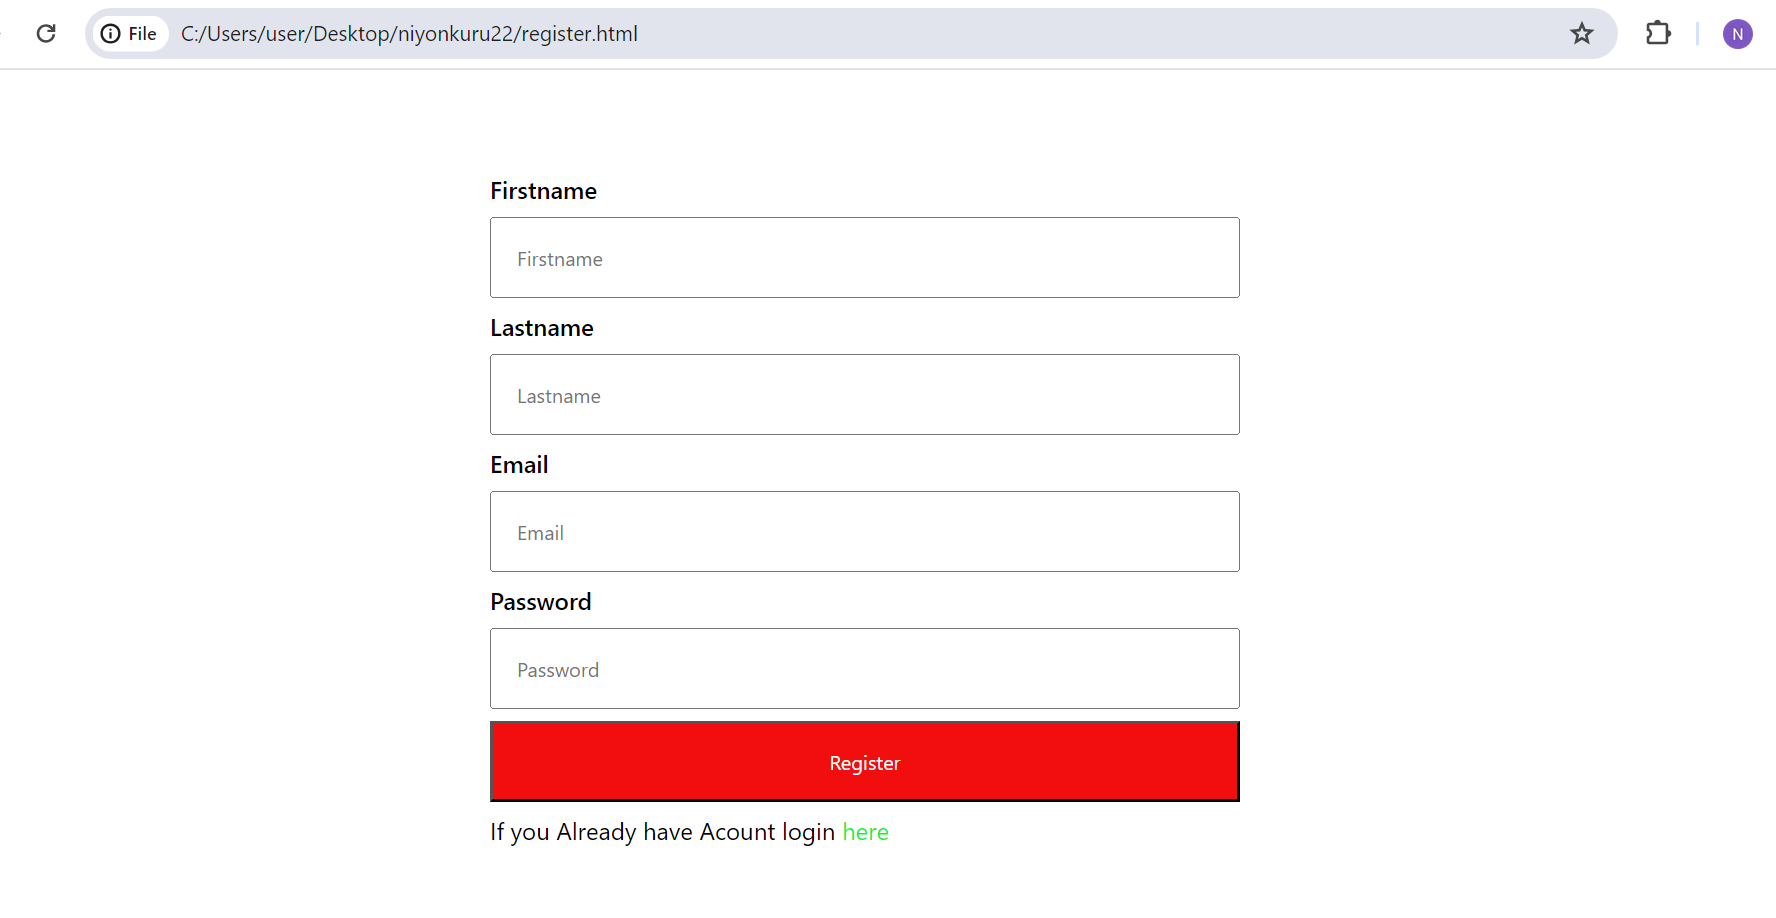 File C:/Users/user/Desktop/niyonkuru22/register.html N
Firstname
Firstname
Lastname
Lastname
Email
Email
Password
Password
Register
If you Already have Acount login here